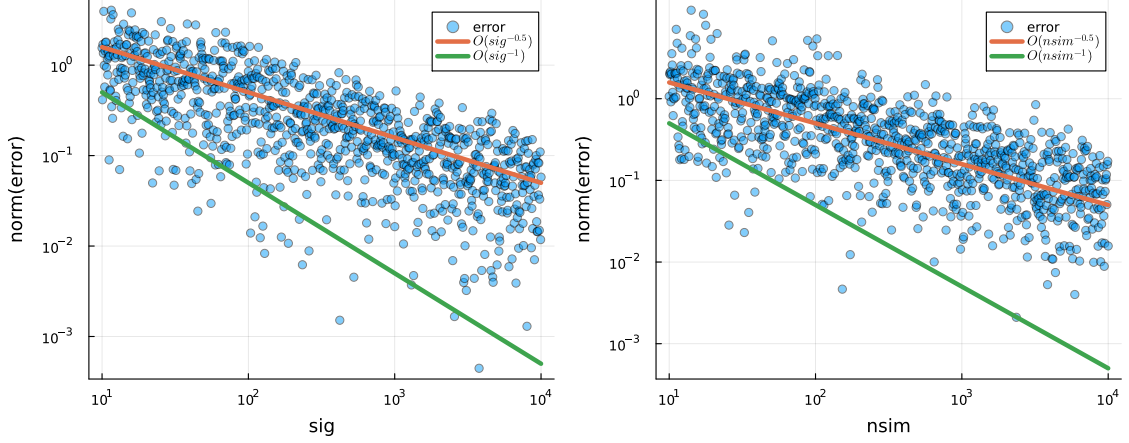 error
O(sig^{-0.5})
O(sig^{-1})
10^0
10^{-1}
10^{-2}
10^{-3}
norm(error)
10^1
10^2
10^3
10^4
sig
error
O(nsim^{-0.5})
O(nsim^{-1})
10^0
10^{-1}
10^{-2}
10^{-3}
norm(error)
10^1
10^2
10^3
10^4
nsim